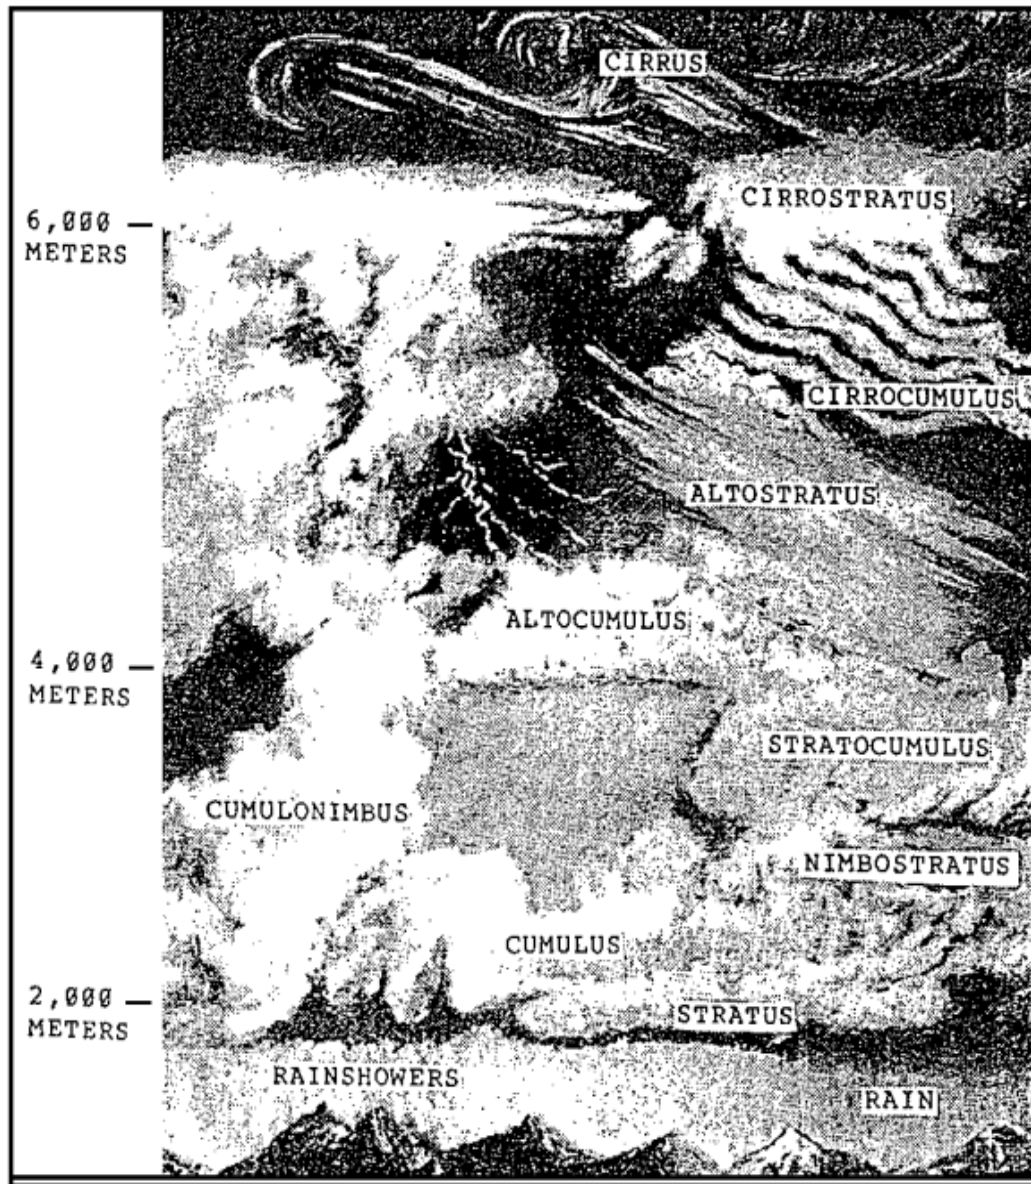 CIRRUS
CIRROSTRATUS
6,000
METERS
CIRROCUMULUS
ALTOSTRATUS
ALTOCUMULUS
4,000
METERS
STRATOCUMULUS
CUMULONIMBUS
NIMBOSTRATUS
CUMULUS
2,000
METERS
STRATUS
RAINSHOWERS
RAIN